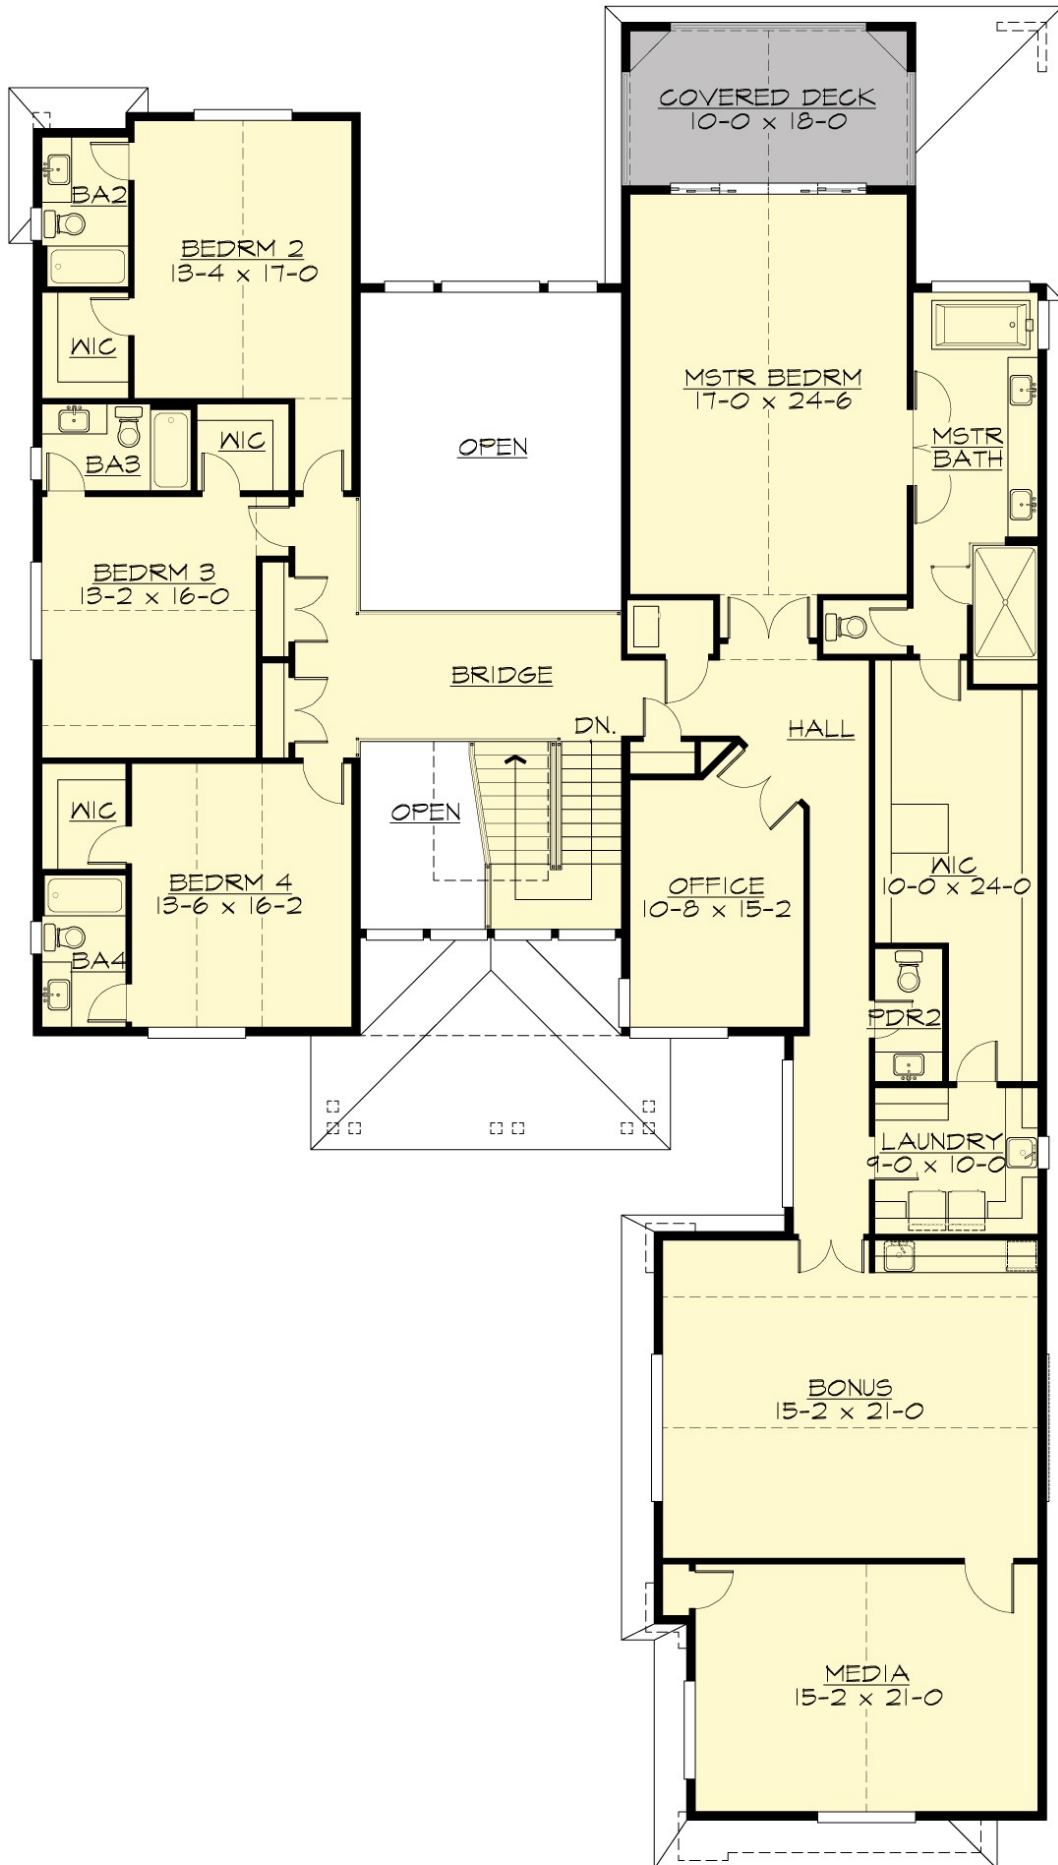 COVERED DECK
10-0 x 18-0
BA2
BEDRM 2
13-4 x 17-0
WIC
MSTR BEDRM
17-0 x 24-6
OPEN
MSTR
BATH
WIC
BA3
BEDRM 3
13-2 x 16-0
BRIDGE
DN.
HALL
WIC
OPEN
BEDRM 4
13-6 x 16-2
OFFICE
10-8 x 15-2
WIC
10-0 x 24-0
BA4
PDR2
LAUNDRY
9-0 x 10-0
BONUS
15-2 x 21-0
MEDIA
15-2 x 21-0